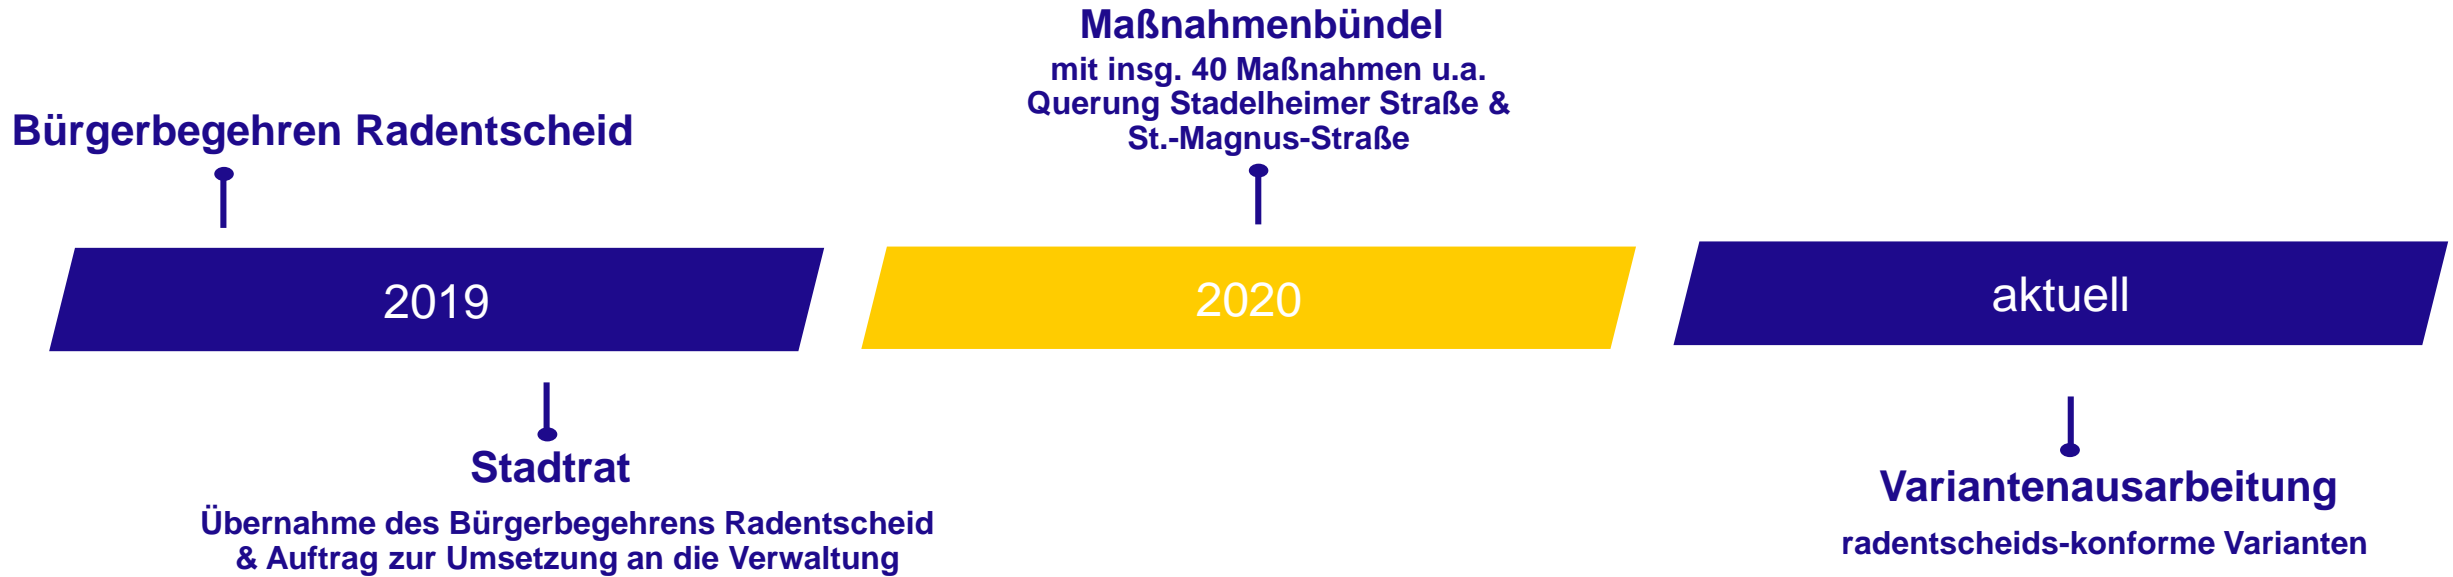 Maßnahmenbündel
mit insg. 40 Maßnahmen u.a.
Querung Stadelheimer Straße &
St.-Magnus-Straße
Bürgerbegehren Radentscheid
2019
2020
aktuell
Stadtrat
Übernahme des Bürgerbegehrens Radentscheid
& Auftrag zur Umsetzung an die Verwaltung
Variantenausarbeitung
radentscheids-konforme Varianten